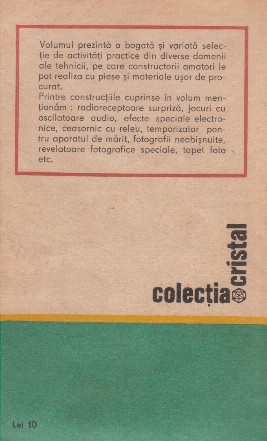 Volumul prezintă o bogată și variată selec-
ție de activități practice din diverse domenii
ale tehnicii, pe care constructorii amatori le
pot realiza cu piese și materiale ușor de pro-
curat.
Printre construcțiile cuprinse în volum men-
ționăm : radioreceptoare surpriză, jocuri cu
oscilatoare audio, efecte speciale electro-
nice, ceasornic cu releu, temporizator pen-
tru aparatul de mărit, fotografii neobișnuite,
revelatoare fotografice speciale, tapet foto
etc.
colecția
cristal
Lei 10